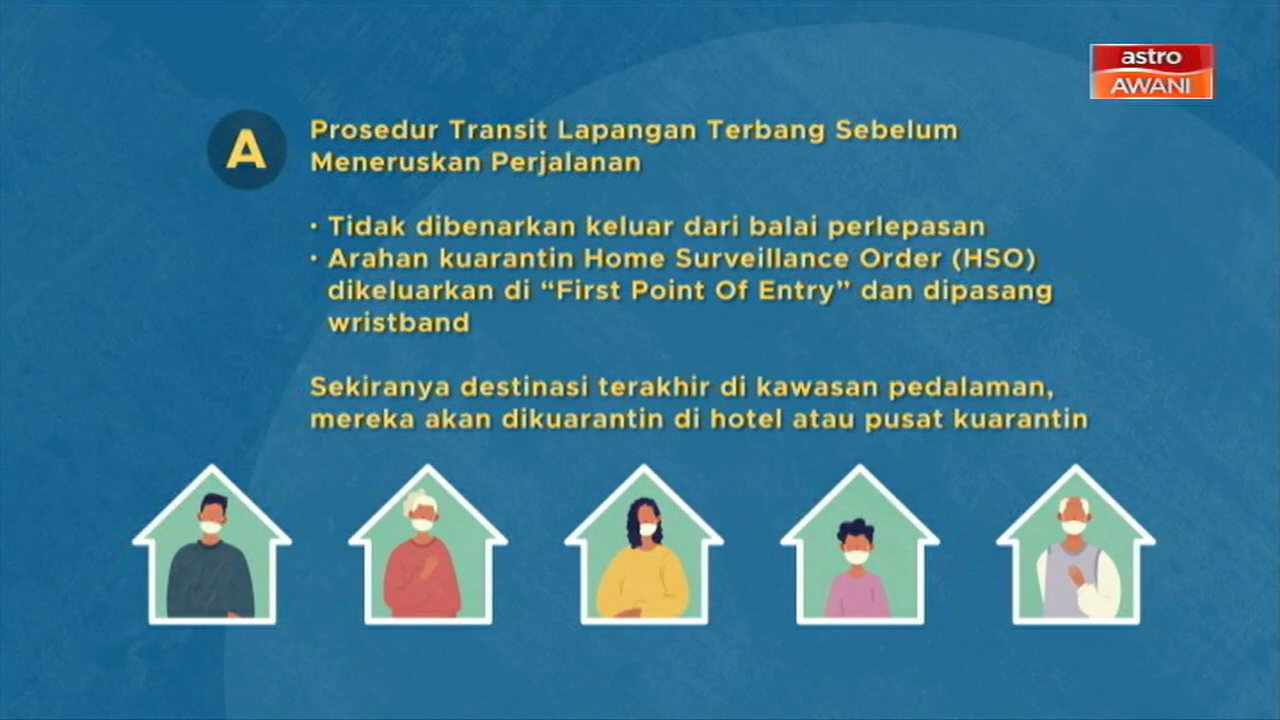 astro
AWANI
A
Prosedur Transit Lapangan Terbang Sebelum
Meneruskan Perjalanan
• Tidak dibenarkan keluar dari balai perlepasan
• Arahan kuarantin Home Surveillance Order (HSO)
dikeluarkan di “First Point Of Entry” dan dipasang
wristband
Sekiranya destinasi terakhir di kawasan pedalaman,
mereka akan dikuarantin di hotel atau pusat kuarantin